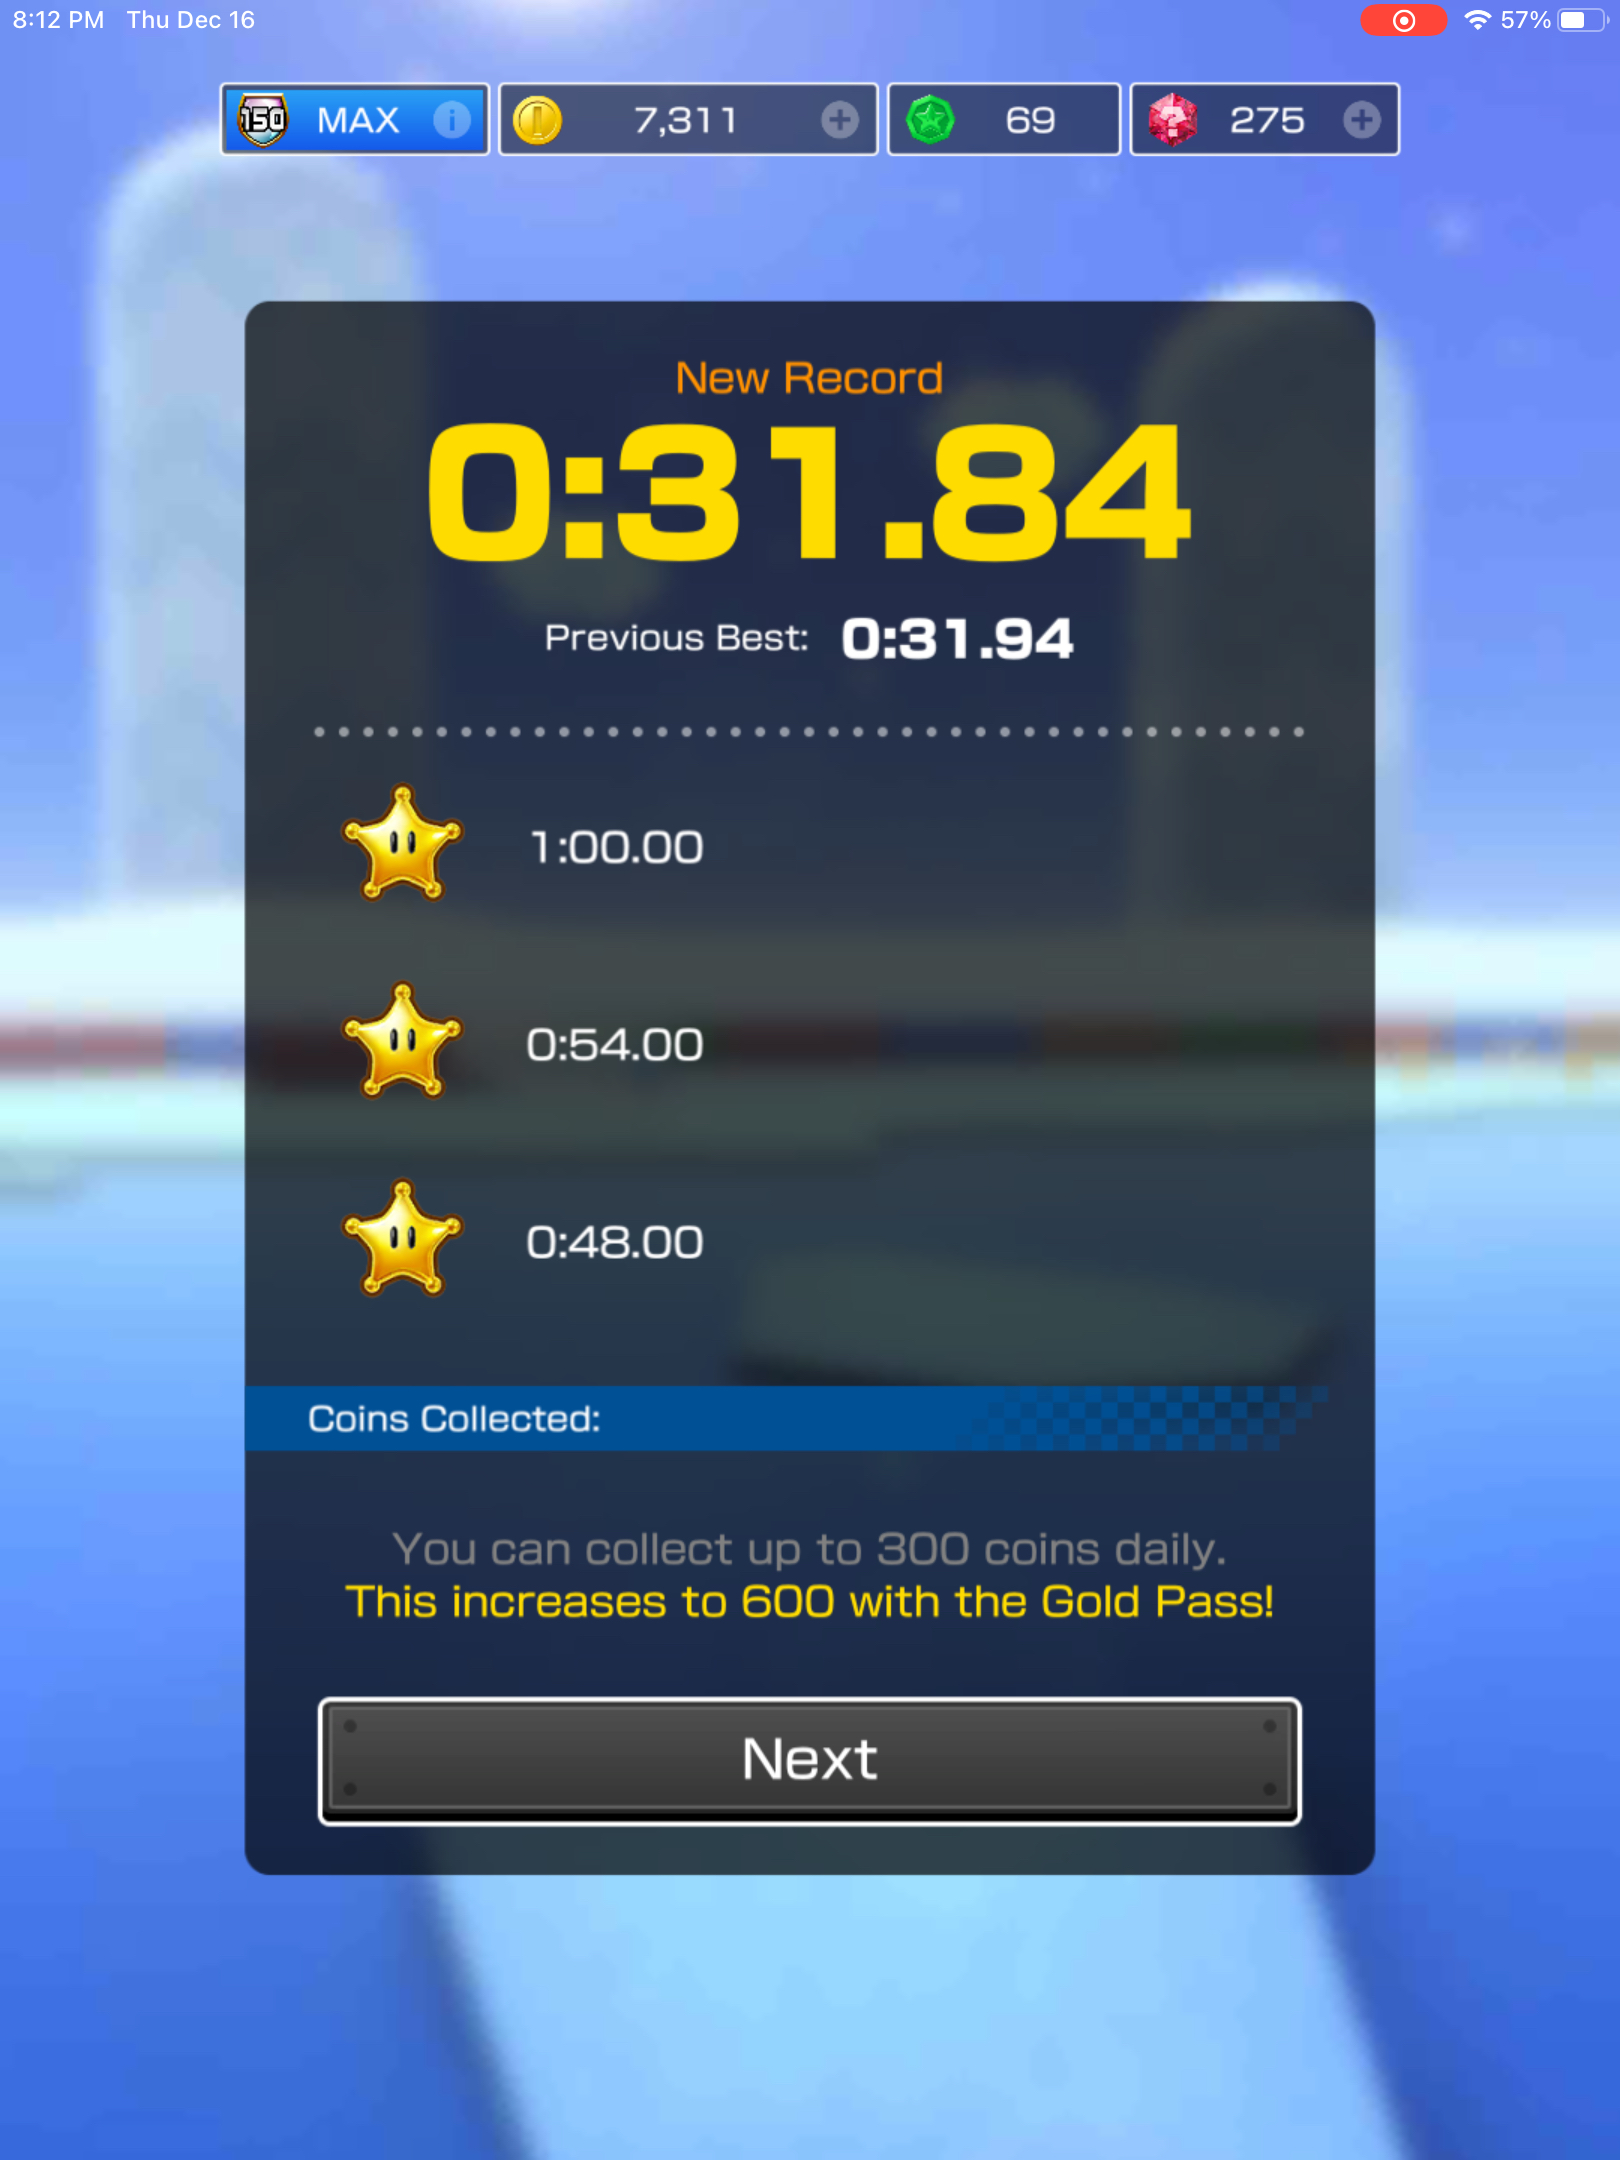 8:12 PM Thu Dec 16 57%
150 MAX i 7,311 + 69 ? 275 +
New Record
0:31.84
Previous Best: 0:31.94
1:00.00
0:54.00
0:48.00
Coins Collected:
You can collect up to 300 coins daily.
This increases to 600 with the Gold Pass!
Next